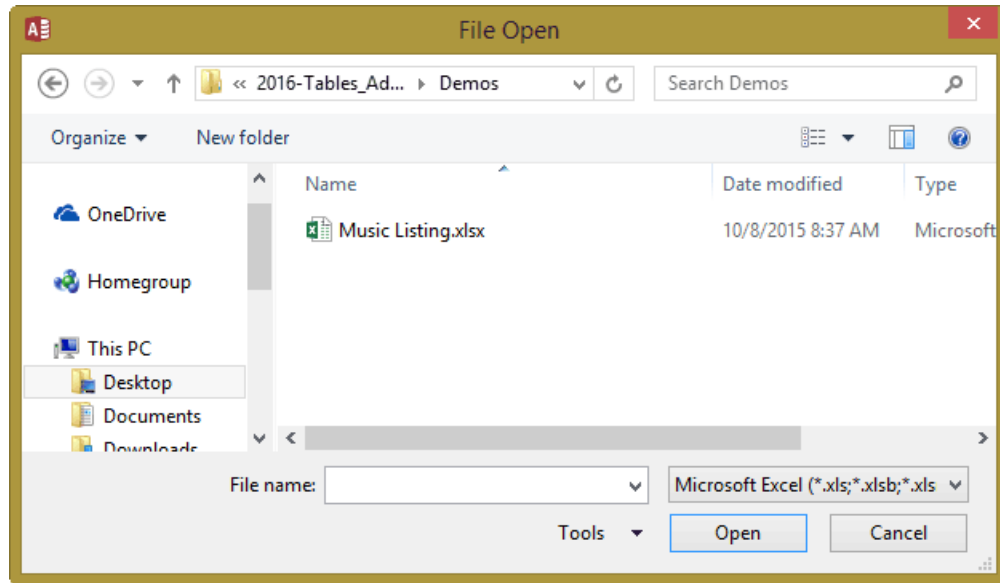 File Open
« 2016-Tables_Ad... Demos
Search Demos
Organize New folder
Name Date modified Type
OneDrive
Music Listing.xlsx 10/8/2015 8:37 AM Microsoft
Homegroup
This PC
Desktop
Documents
Downloads
File name: Microsoft Excel (*.xls;*.xlsb;*.xls
Tools Open Cancel